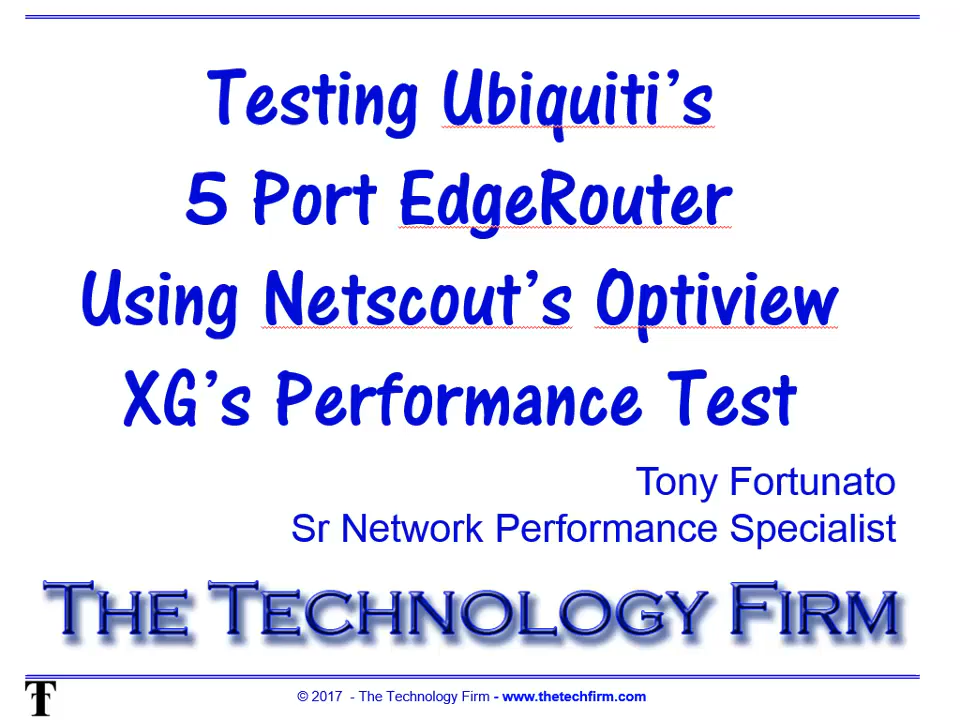 Testing Ubiquiti's
5 Port EdgeRouter
Using Netscout's Optiview
XG's Performance Test
Tony Fortunato
Sr Network Performance Specialist
THE TECHNOLOGY FIRM
TF
© 2017 - The Technology Firm - www.thetechfirm.com